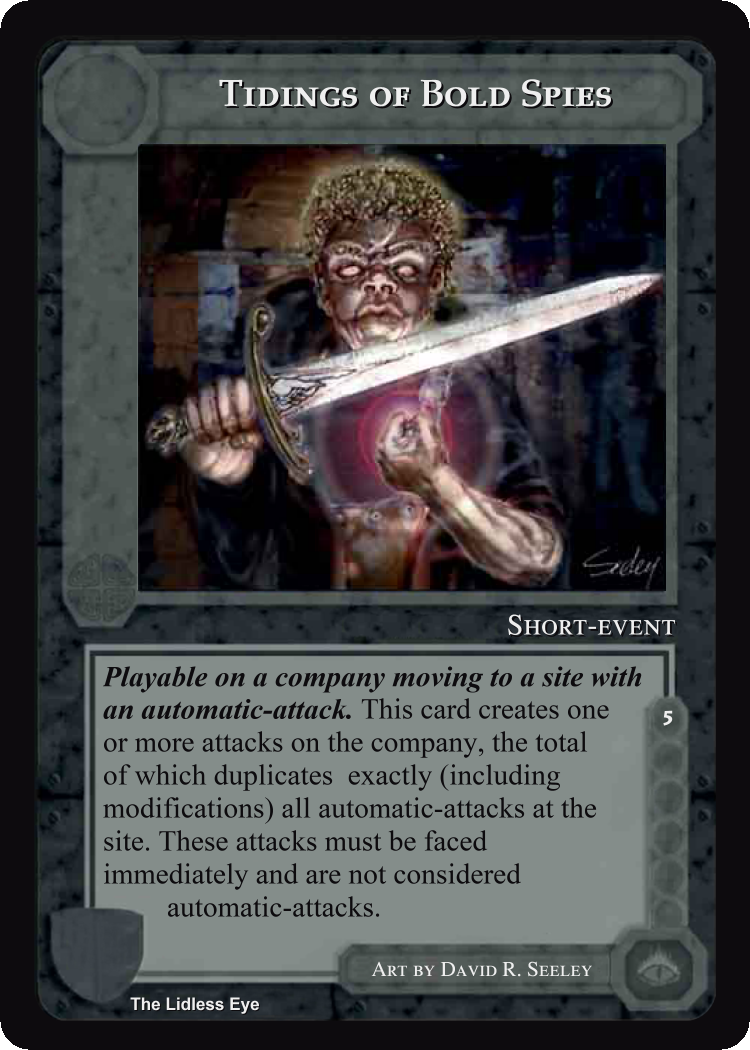 Tidings of Bold Spies
Seeley
Short-event
Playable on a company moving to a site with
an automatic-attack. This card creates one
5
or more attacks on the company, the total
of which duplicates exactly (including
modifications) all automatic-attacks at the
site. These attacks must be faced
immediately and are not considered
automatic-attacks.
Art by David R. Seeley
The Lidless Eye